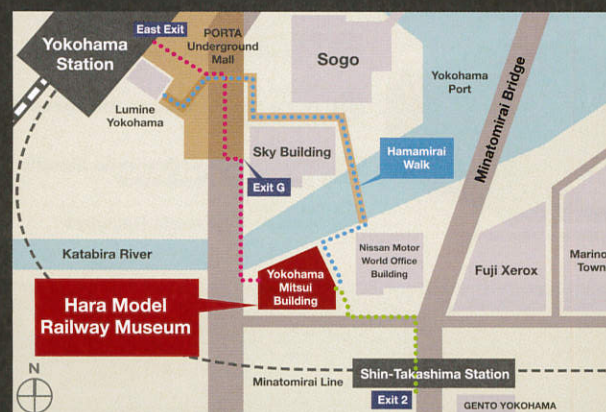 East Exit
PORTA
Underground
Mall
Yokohama
Station
Sogo
Yokohama
Port
Minatomirai Bridge
Lumine
Yokohama
Sky Building
Hamamirai
Walk
Exit G
Katabira River
Nissan Motor
World Office
Building
Fuji Xerox
Marino
Town
Yokohama
Mitsui
Building
Hara Model
Railway Museum
N
Minatomirai Line
Shin-Takashima Station
Exit 2
GENTO YOKOHAMA